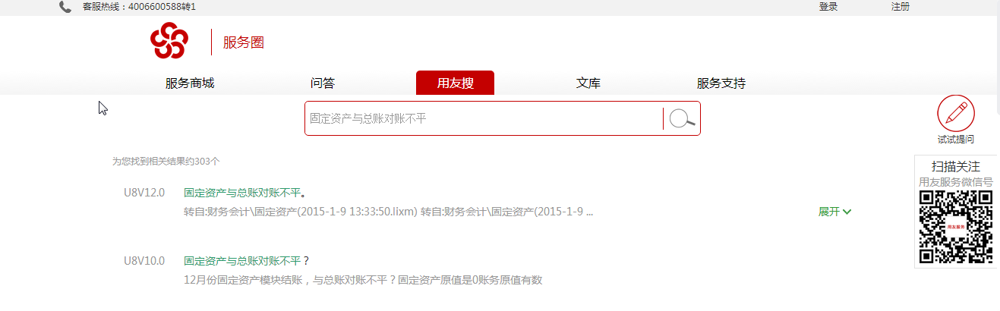 客服热线：4006600588转1
登录
注册
服务圈
服务商城
问答
用友搜
文库
服务支持
固定资产与总账对账不平
试试提问
为您找到相关结果约303个
扫描关注
用友服务微信号
用友服务
U8V12.0
固定资产与总账对账不平。
转自:财务会计\固定资产(2015-1-9 13:33:50.lixm) 转自:财务会计\固定资产(2015-1-9 ...
展开
U8V10.0
固定资产与总账对账不平？
12月份固定资产模块结账，与总账对账不平？固定资产原值是0账务原值有数